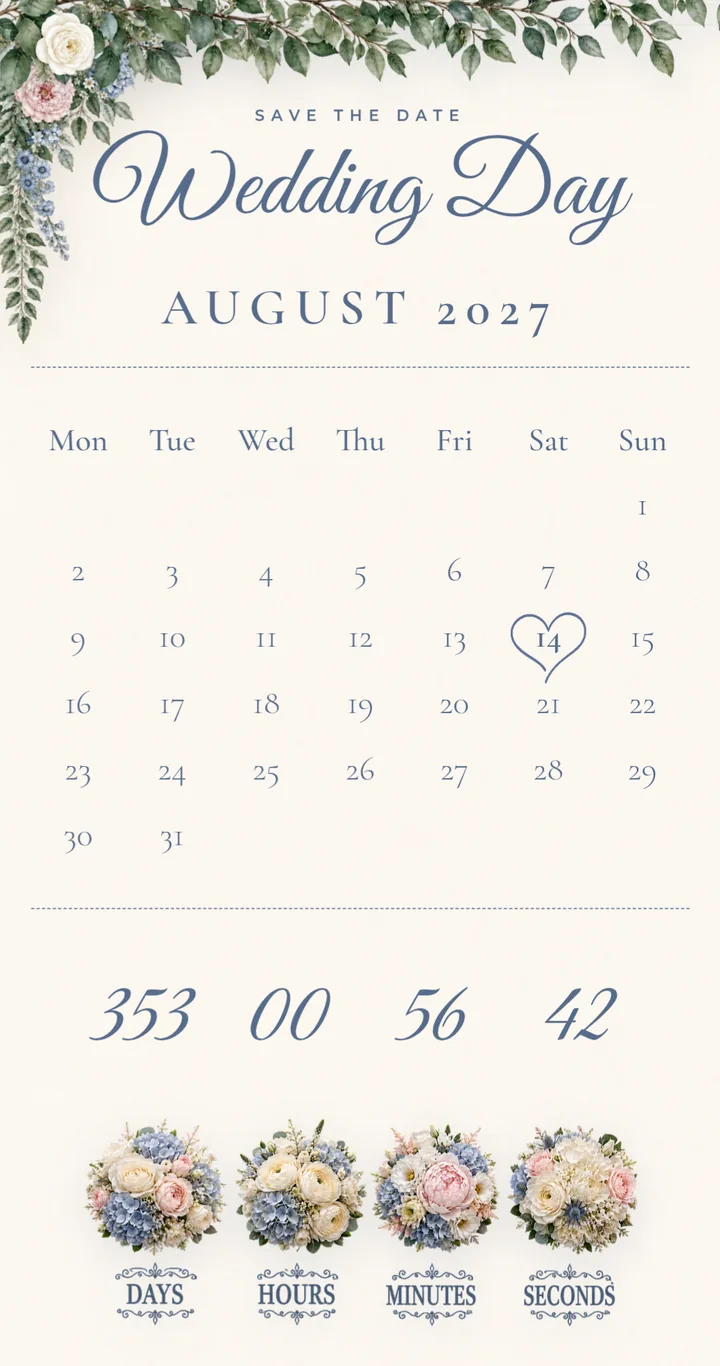 SAVE THE DATE
Wedding Day
AUGUST 2027
Mon Tue Wed Thu Fri Sat Sun
1
2 3 4 5 6 7 8
9 10 11 12 13 14 15
16 17 18 19 20 21 22
23 24 25 26 27 28 29
30 31
353 00 56 42
DAYS HOURS MINUTES SECONDS